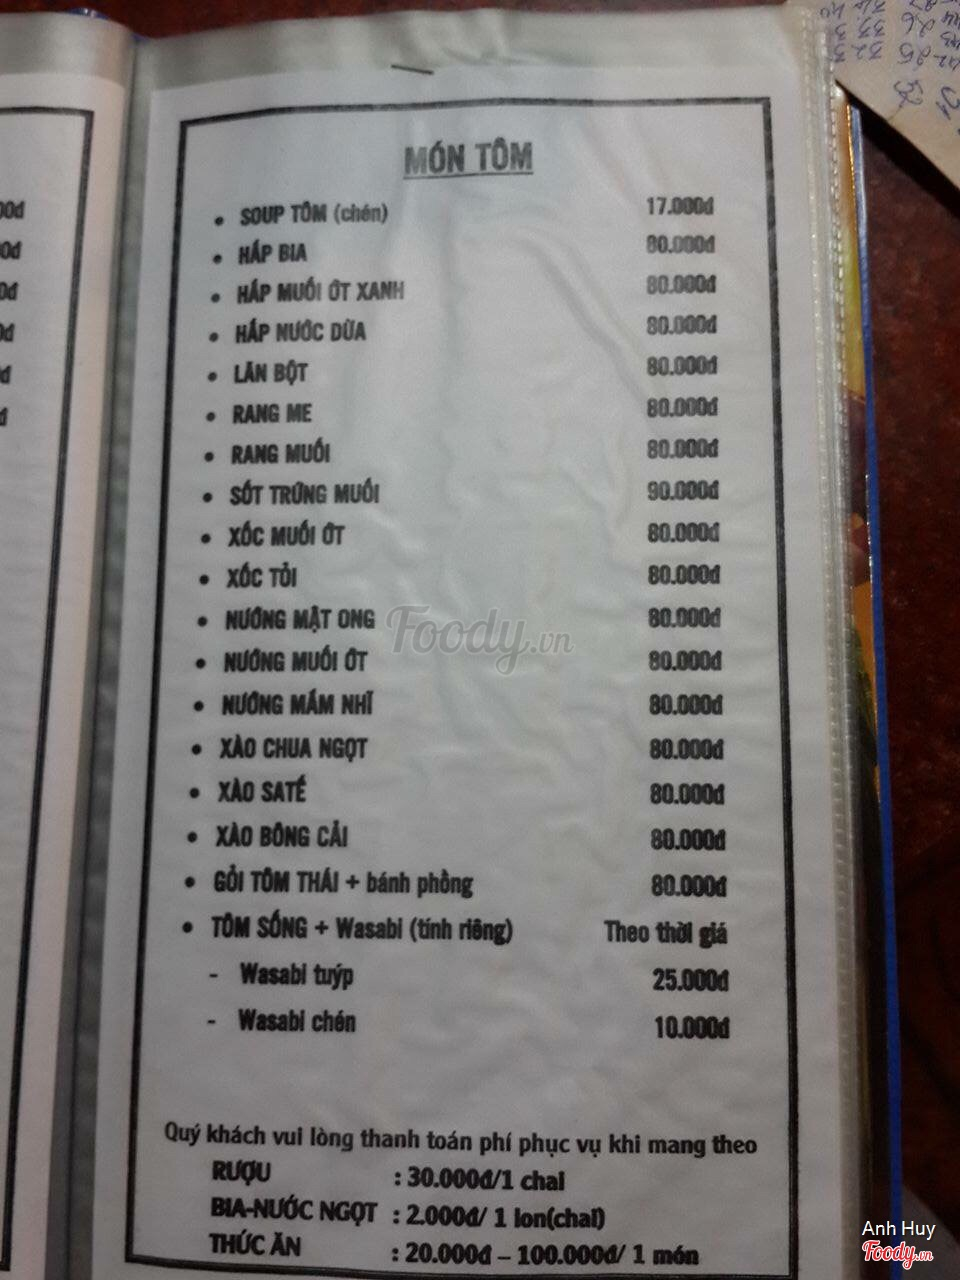 MÓN TÔM
• SOUP TÔM (chén) 17.000đ
• HẤP BIA 80.000đ
• HẤP MUỐI ỚT XANH 80.000đ
• HẤP NƯỚC DỪA 80.000đ
• LĂN BỘT 80.000đ
• RANG ME 80.000đ
• RANG MUỐI 80.000đ
• SỐT TRỨNG MUỐI 90.000đ
• XỐC MUỐI ỚT 80.000đ
• XỐC TỎI 80.000đ
• NƯỚNG MẬT ONG 80.000đ
• NƯỚNG MUỐI ỚT 80.000đ
• NƯỚNG MẮM NHĨ 80.000đ
• XÀO CHUA NGỌT 80.000đ
• XÀO SATẾ 80.000đ
• XÀO BÔNG CẢI 80.000đ
• GỎI TÔM THÁI + bánh phồng 80.000đ
• TÔM SỐNG + Wasabi (tính riêng) Theo thời giá
- Wasabi tuýp 25.000đ
- Wasabi chén 10.000đ
Quý khách vui lòng thanh toán phí phục vụ khi mang theo
RƯỢU : 30.000đ/1 chai
BIA-NƯỚC NGỌT : 2.000đ/ 1 lon(chai)
THỨC ĂN : 20.000đ – 100.000đ/ 1 món
Foody.vn
Anh Huy
Foody.vn